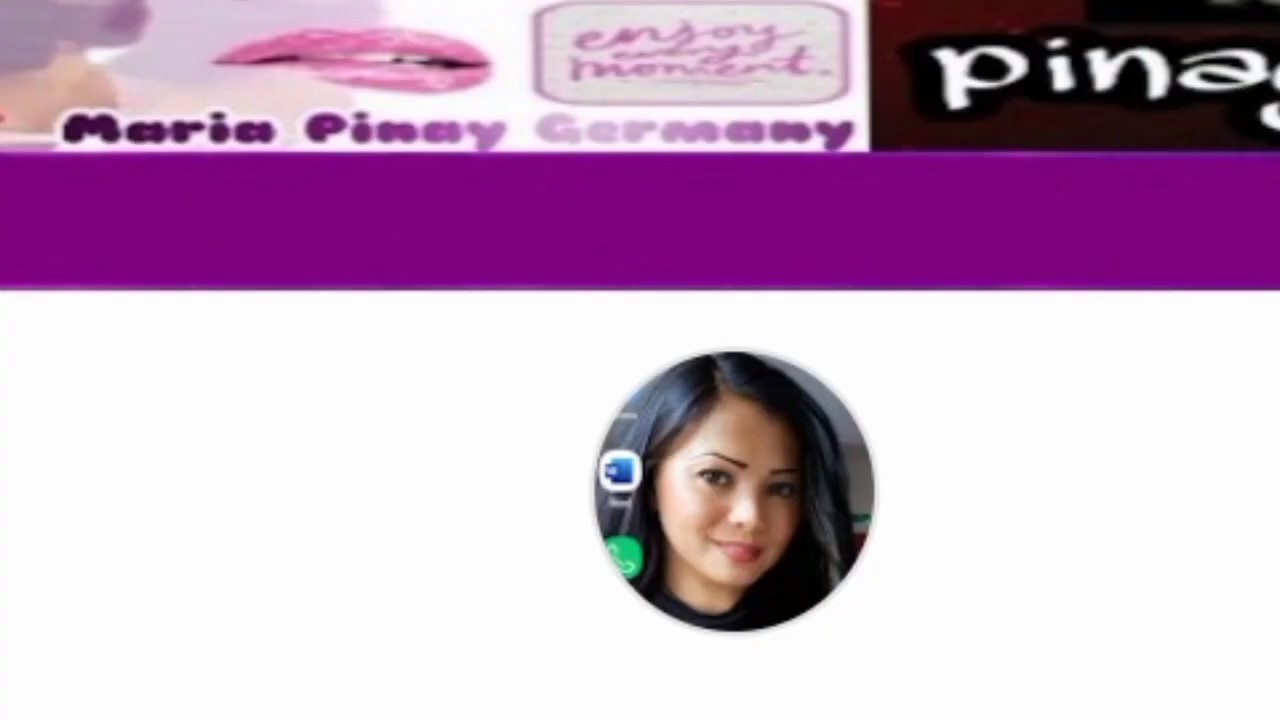 enjoy
every
moment.
Maria Pinay Germany
pinay